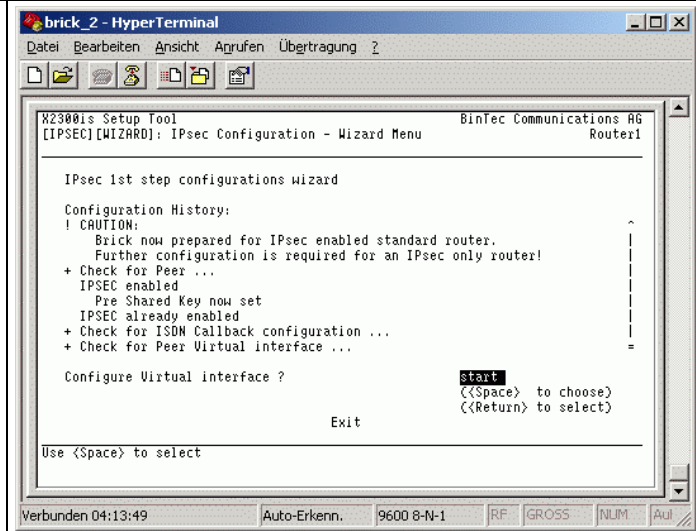 brick_2 - HyperTerminal
Datei Bearbeiten Ansicht Anrufen Übertragung ?
X2300is Setup Tool BinTec Communications AG
[IPSEC][WIZARD]: IPsec Configuration - Wizard Menu Router1
IPsec 1st step configurations wizard
Configuration History:
! CAUTION: ^
Brick now prepared for IPsec enabled standard router. |
Further configuration is required for an IPsec only router! |
+ Check for Peer ... |
IPSEC enabled |
Pre Shared Key now set |
IPSEC already enabled |
+ Check for ISDN Callback configuration ... |
+ Check for Peer Virtual interface ... =
Configure Virtual interface ? start
(<Space> to choose)
(<Return> to select)
Exit
Use <Space> to select
Verbunden 04:13:49 Auto-Erkenn. 9600 8-N-1 RF GROSS NUM Auf